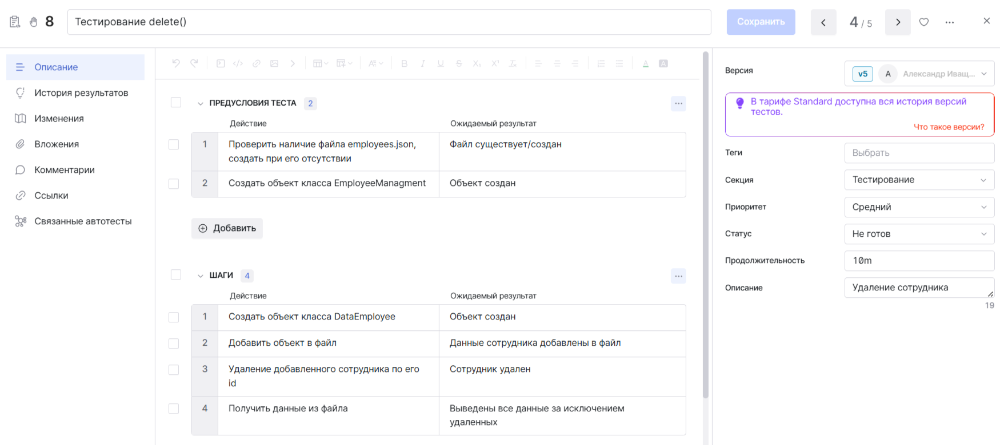 8
Тестирование delete()
Сохранить
4 / 5
Описание
История результатов
Изменения
Вложения
Комментарии
Ссылки
Связанные автотесты
ПРЕДУСЛОВИЯ ТЕСТА 2
Действие
Ожидаемый результат
1
Проверить наличие файла employees.json,
создать при его отсутствии
Файл существует/создан
2
Создать объект класса EmployeeManagment
Объект создан
Добавить
ШАГИ 4
Действие
Ожидаемый результат
1
Создать объект класса DataEmployee
Объект создан
2
Добавить объект в файл
Данные сотрудника добавлены в файл
3
Удаление добавленного сотрудника по его
id
Сотрудник удален
4
Получить данные из файла
Выведены все данные за исключением
удаленных
Версия
v5
А
Александр Иващ...
В тарифе Standard доступна вся история версий
тестов.
Что такое версии?
Теги
Выбрать
Секция
Тестирование
Приоритет
Средний
Статус
Не готов
Продолжительность
10m
Описание
Удаление сотрудника
19